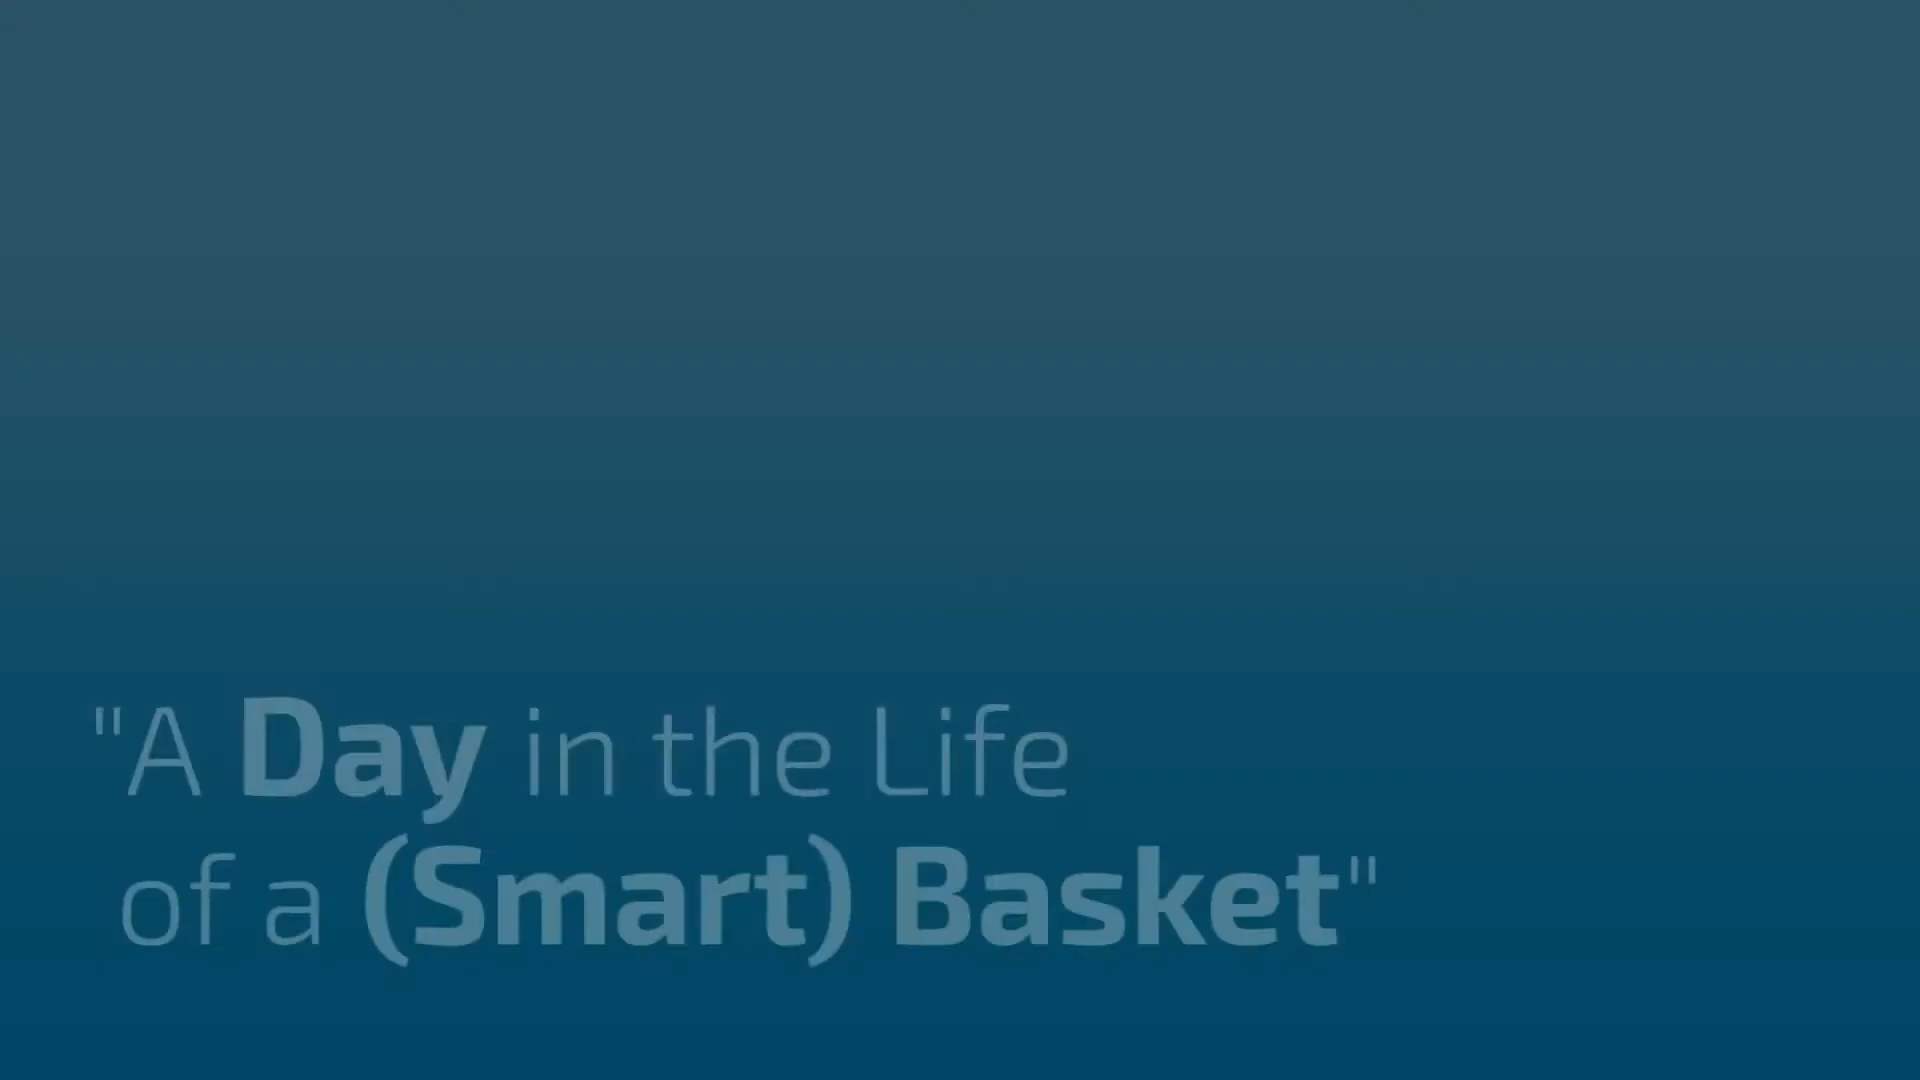 "A Day in the Life
of a (Smart) Basket"